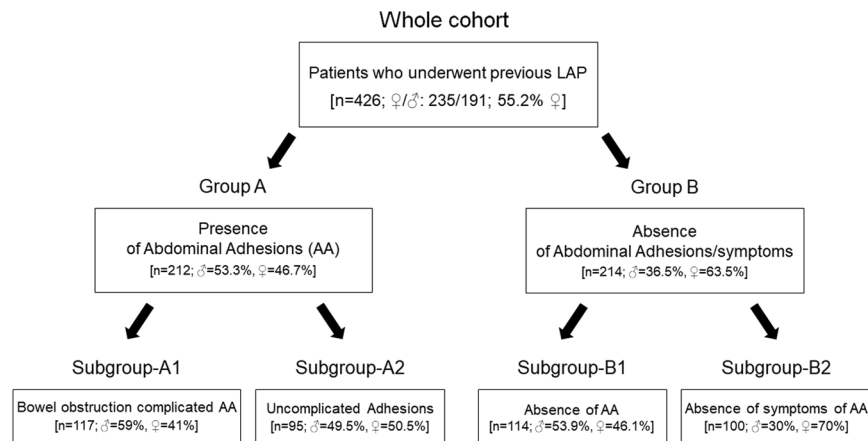 Whole cohort
Patients who underwent previous LAP
[n=426; ♀/♂: 235/191; 55.2% ♀]
Group A
Group B
Presence
of Abdominal Adhesions (AA)
[n=212; ♂=53.3%, ♀=46.7%]
Absence
of Abdominal Adhesions/symptoms
[n=214; ♂=36.5%, ♀=63.5%]
Subgroup-A1
Subgroup-A2
Subgroup-B1
Subgroup-B2
Bowel obstruction complicated AA
[n=117; ♂=59%, ♀=41%]
Uncomplicated Adhesions
[n=95; ♂=49.5%, ♀=50.5%]
Absence of AA
[n=114; ♂=53.9%, ♀=46.1%]
Absence of symptoms of AA
[n=100; ♂=30%, ♀=70%]